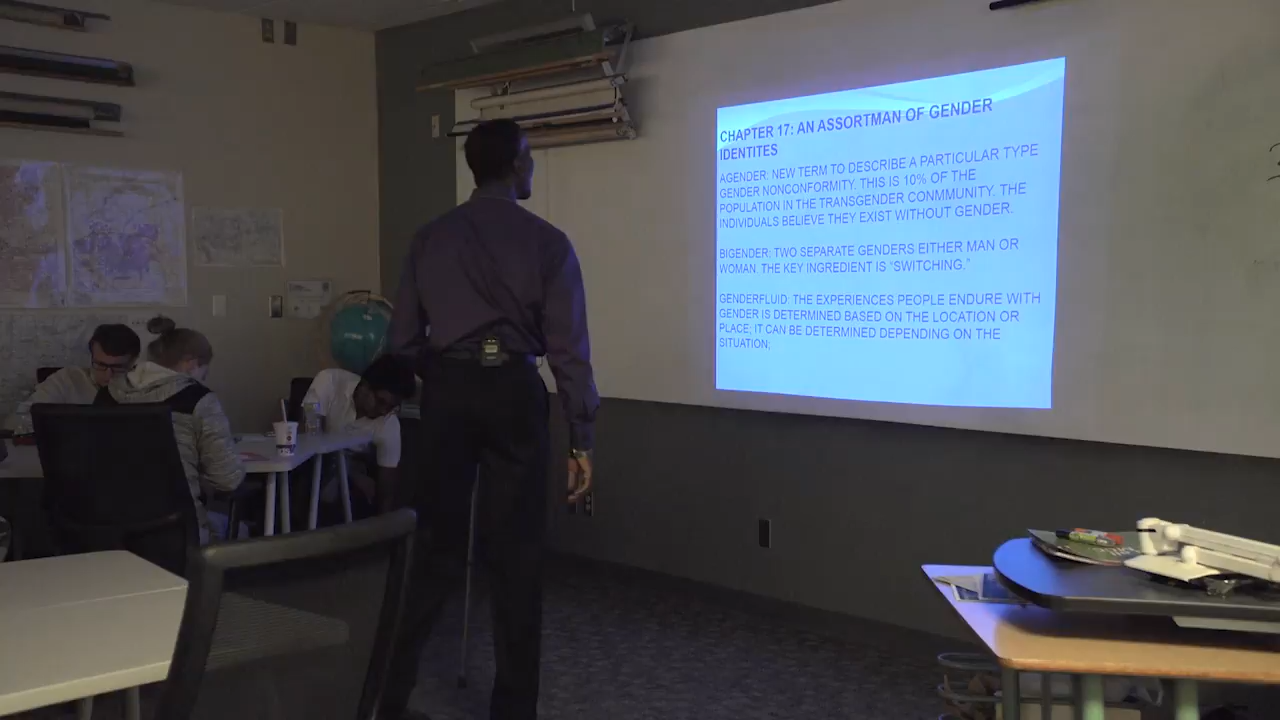 CHAPTER 17: AN ASSORTMAN OF GENDER
IDENTITES
AGENDER: NEW TERM TO DESCRIBE A PARTICULAR TYPE
GENDER NONCONFORMITY. THIS IS 10% OF THE
POPULATION IN THE TRANSGENDER CONMMUNITY. THE
INDIVIDUALS BELIEVE THEY EXIST WITHOUT GENDER.
BIGENDER: TWO SEPARATE GENDERS EITHER MAN OR
WOMAN. THE KEY INGREDIENT IS "SWITCHING."
GENDERFLUID: THE EXPERIENCES PEOPLE ENDURE WITH
GENDER IS DETERMINED BASED ON THE LOCATION OR
PLACE; IT CAN BE DETERMINED DEPENDING ON THE
SITUATION;